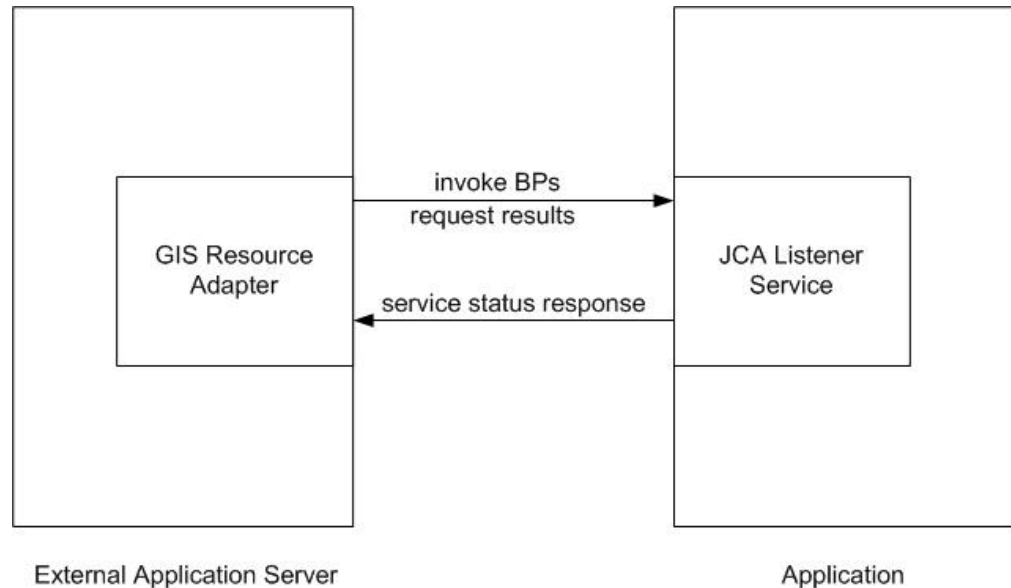 invoke BPs
request results
GIS Resource
Adapter
JCA Listener
Service
service status response
External Application Server
Application